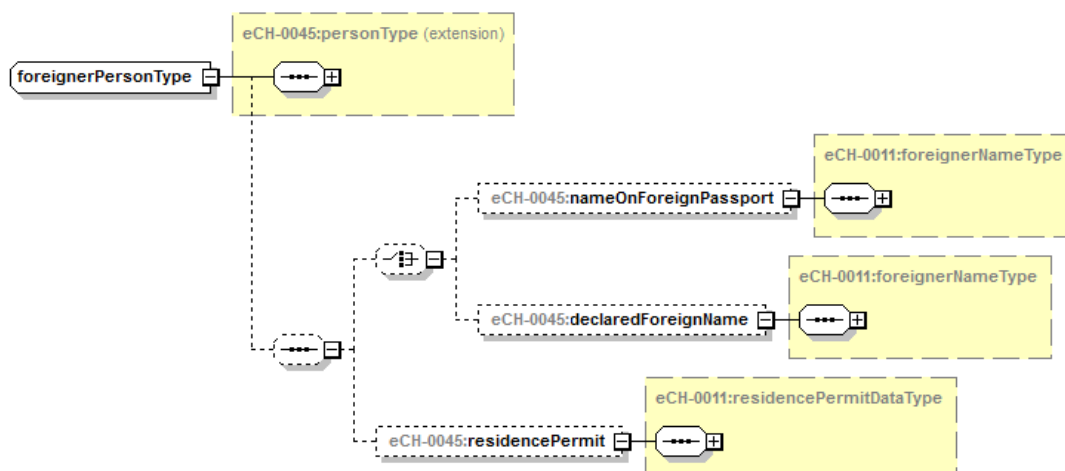 eCH-0045:personType (extension)
foreignerPersonType
eCH-0011:foreignerNameType
eCH-0045:nameOnForeignPassport
eCH-0011:foreignerNameType
eCH-0045:declaredForeignName
eCH-0011:residencePermitDataType
eCH-0045:residencePermit